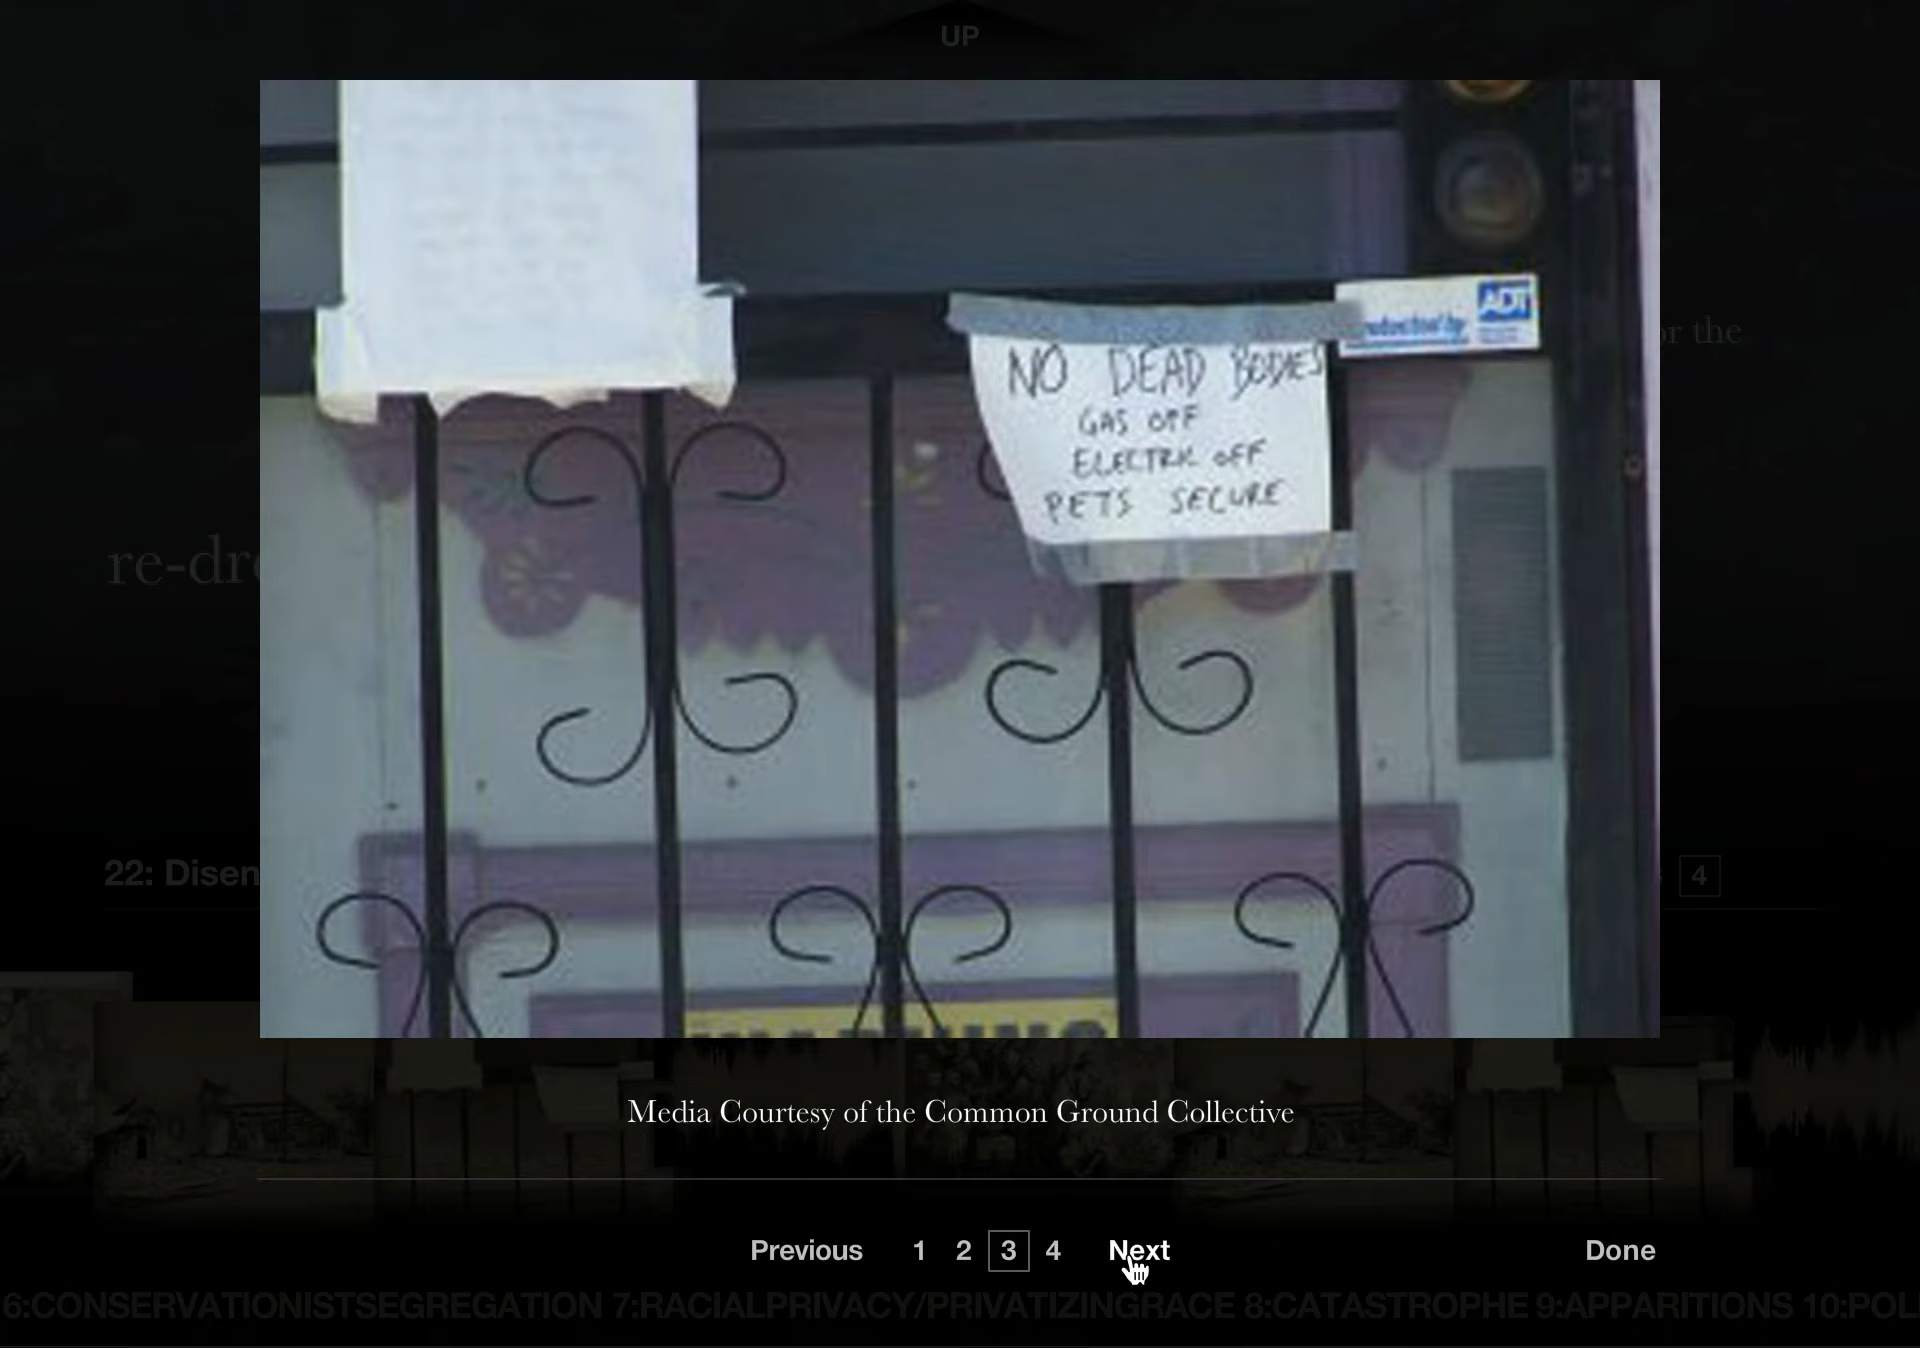 UP
NO DEAD BODIES
GAS OFF
ELECTRIC OFF
PETS SECURE
ADT
or the
re-dr
22: Disen
4
Media Courtesy of the Common Ground Collective
Previous 1 2 3 4 Next Done
6:CONSERVATIONISTSEGREGATION 7:RACIALPRIVACY/PRIVATIZINGRACE 8:CATASTROPHE 9:APPARITIONS 10:POL